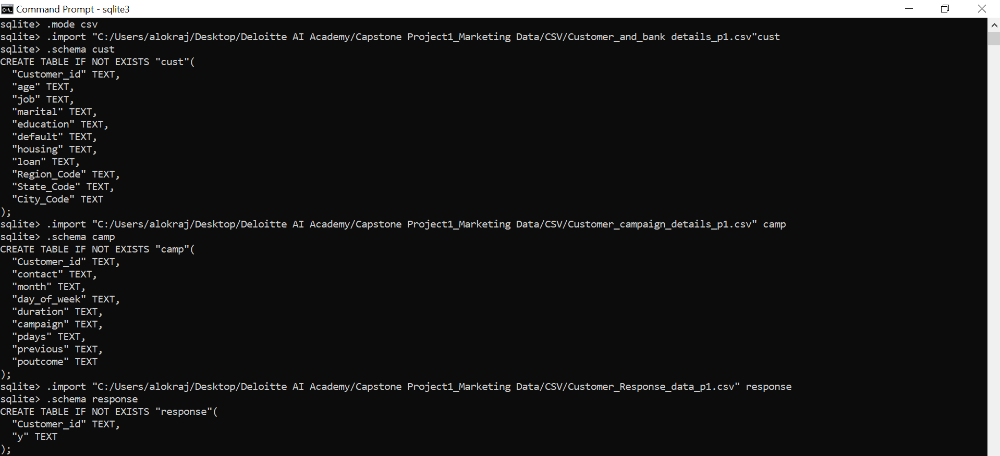 Command Prompt - sqlite3
sqlite> .mode csv
sqlite> .import "C:/Users/alokraj/Desktop/Deloitte AI Academy/Capstone Project1_Marketing Data/CSV/Customer_and_bank details_p1.csv"cust
sqlite> .schema cust
CREATE TABLE IF NOT EXISTS "cust"(
  "Customer_id" TEXT,
  "age" TEXT,
  "job" TEXT,
  "marital" TEXT,
  "education" TEXT,
  "default" TEXT,
  "housing" TEXT,
  "loan" TEXT,
  "Region_Code" TEXT,
  "State_Code" TEXT,
  "City_Code" TEXT
);
sqlite> .import "C:/Users/alokraj/Desktop/Deloitte AI Academy/Capstone Project1_Marketing Data/CSV/Customer_campaign_details_p1.csv" camp
sqlite> .schema camp
CREATE TABLE IF NOT EXISTS "camp"(
  "Customer_id" TEXT,
  "contact" TEXT,
  "month" TEXT,
  "day_of_week" TEXT,
  "duration" TEXT,
  "campaign" TEXT,
  "pdays" TEXT,
  "previous" TEXT,
  "poutcome" TEXT
);
sqlite> .import "C:/Users/alokraj/Desktop/Deloitte AI Academy/Capstone Project1_Marketing Data/CSV/Customer_Response_data_p1.csv" response
sqlite> .schema response
CREATE TABLE IF NOT EXISTS "response"(
  "Customer_id" TEXT,
  "y" TEXT
);